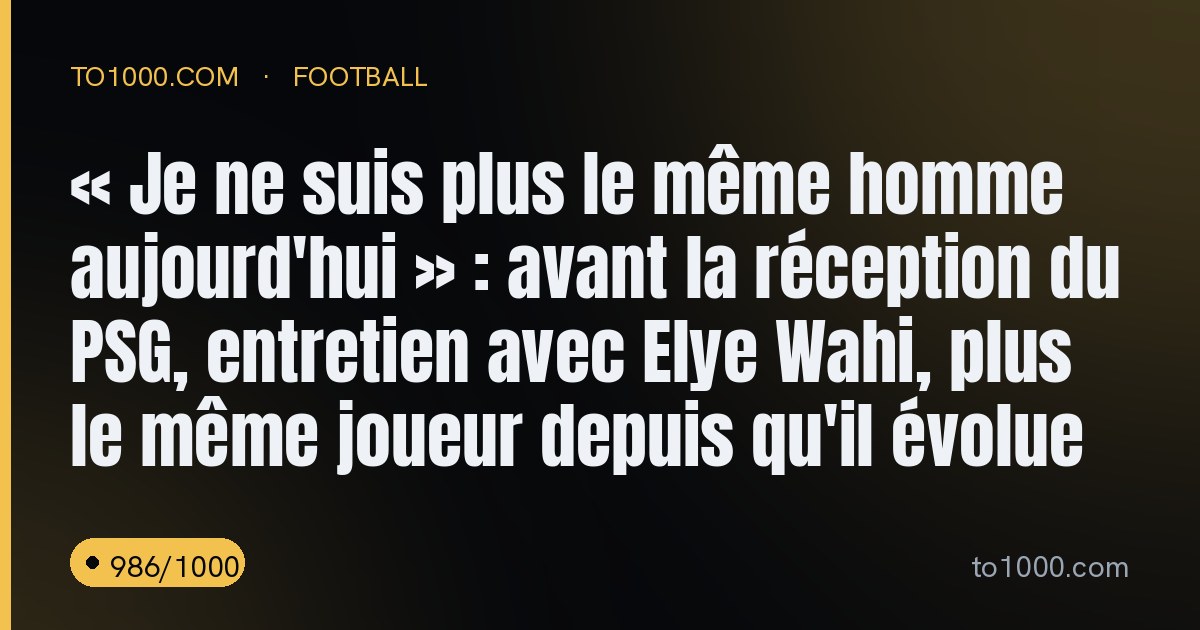 TO1000.COM · FOOTBALL
« Je ne suis plus le même homme
aujourd'hui » : avant la réception du
PSG, entretien avec Elye Wahi, plus
le même joueur depuis qu'il évolue
986/1000
to1000.com